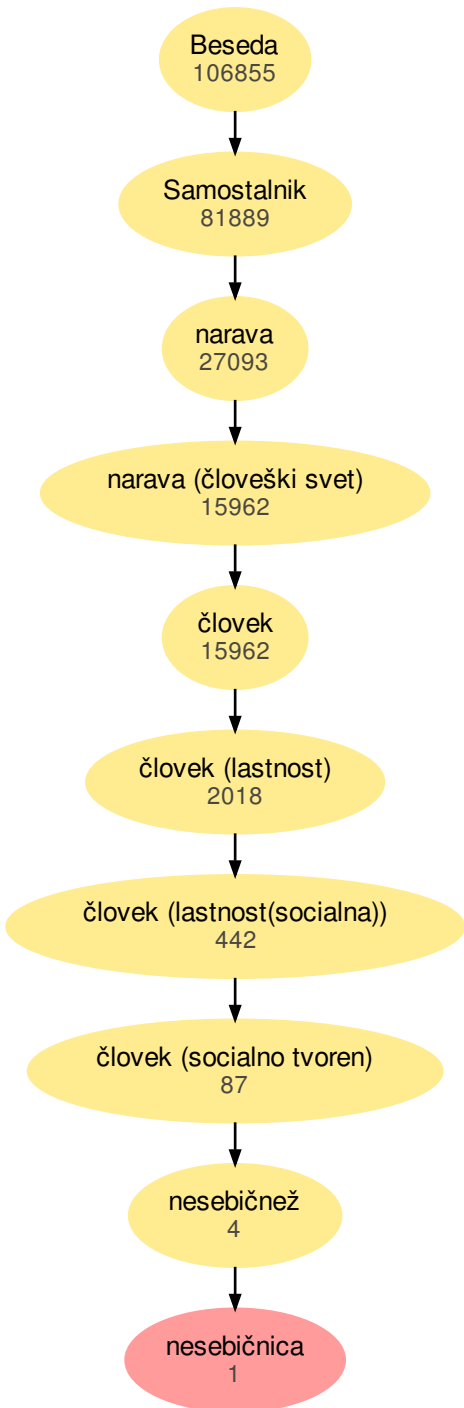 Beseda
106855
Samostalnik
81889
narava
27093
narava (človeški svet)
15962
človek
15962
človek (lastnost)
2018
človek (lastnost(socialna))
442
človek (socialno tvoren)
87
nesebičnež
4
nesebičnica
1